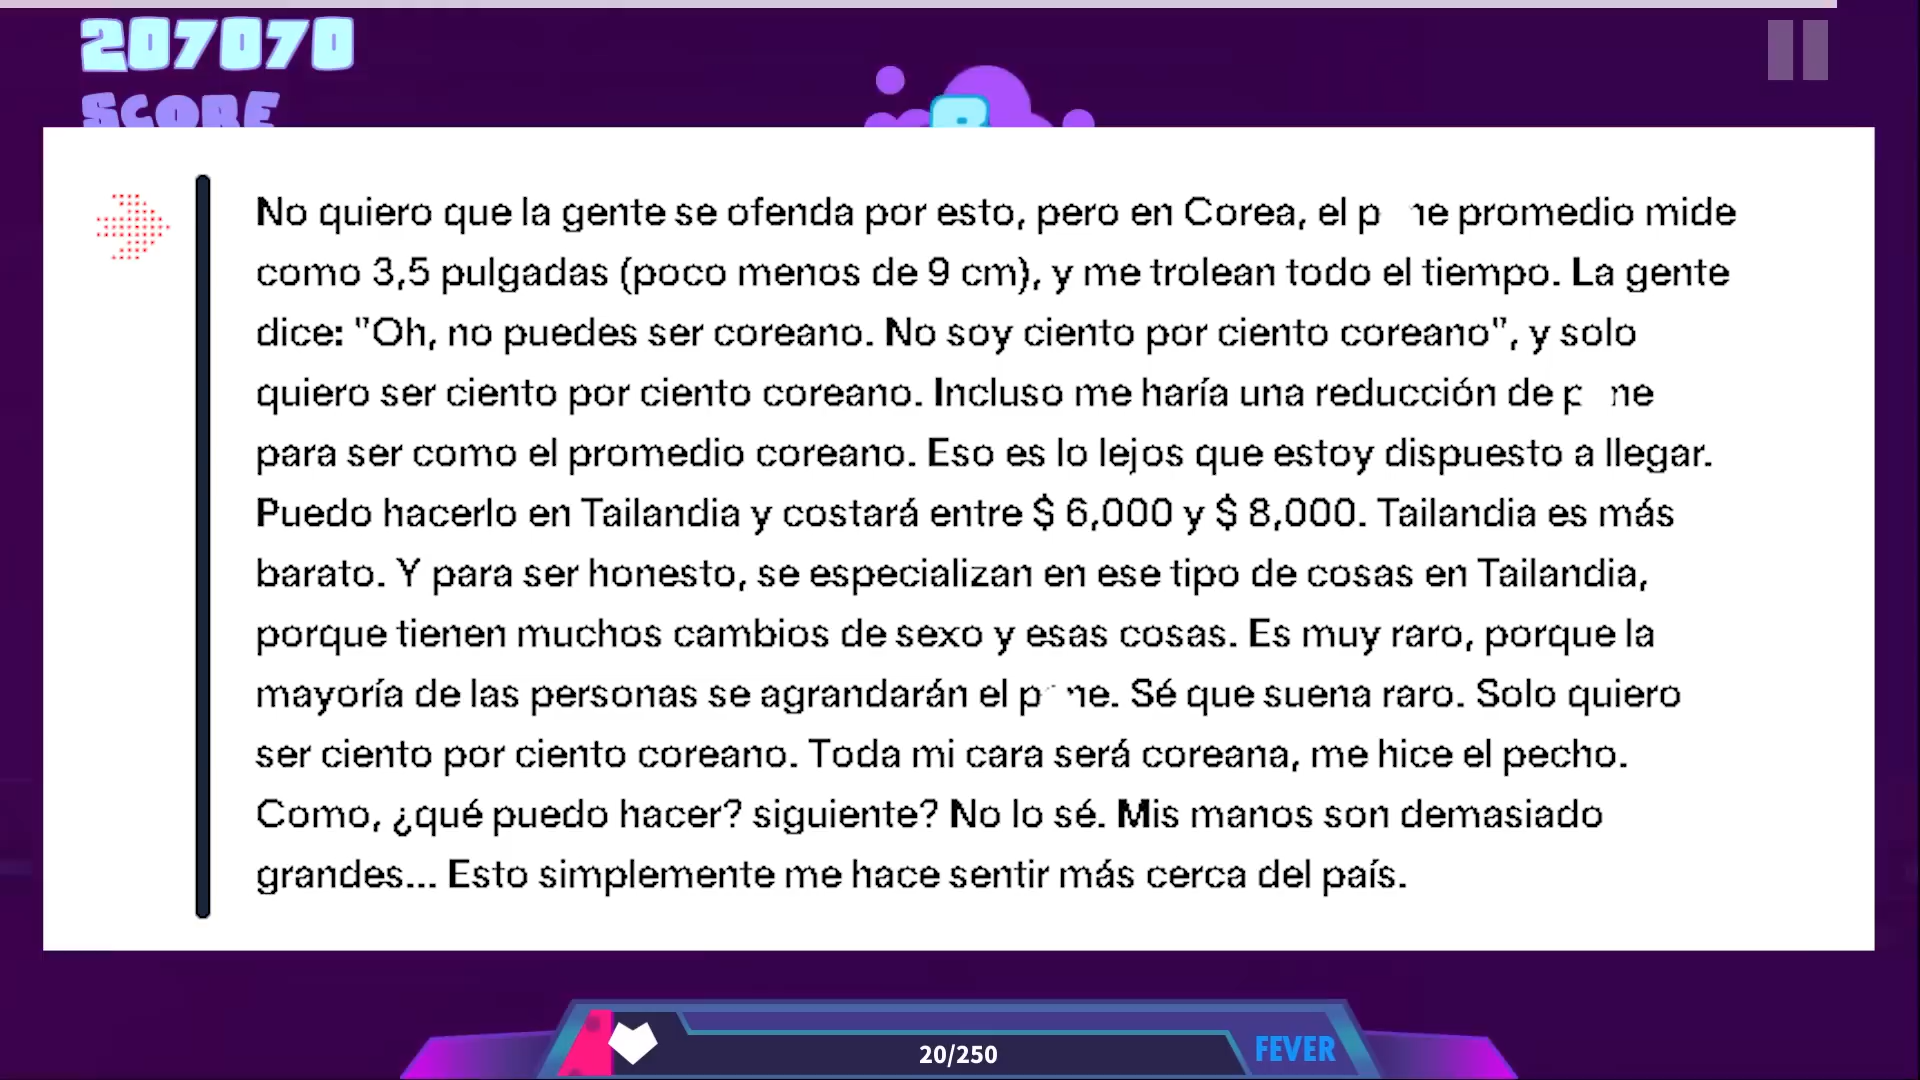 207070
SCORE
No quiero que la gente se ofenda por esto, pero en Corea, el p ne promedio mide
como 3,5 pulgadas (poco menos de 9 cm), y me trolean todo el tiempo. La gente
dice: "Oh, no puedes ser coreano. No soy ciento por ciento coreano", y solo
quiero ser ciento por ciento coreano. Incluso me haría una reducción de p ne
para ser como el promedio coreano. Eso es lo lejos que estoy dispuesto a llegar.
Puedo hacerlo en Tailandia y costará entre $ 6,000 y $ 8,000. Tailandia es más
barato. Y para ser honesto, se especializan en ese tipo de cosas en Tailandia,
porque tienen muchos cambios de sexo y esas cosas. Es muy raro, porque la
mayoría de las personas se agrandarán el p ne. Sé que suena raro. Solo quiero
ser ciento por ciento coreano. Toda mi cara será coreana, me hice el pecho.
Como, ¿qué puedo hacer? siguiente? No lo sé. Mis manos son demasiado
grandes... Esto simplemente me hace sentir más cerca del país.
20/250
FEVER